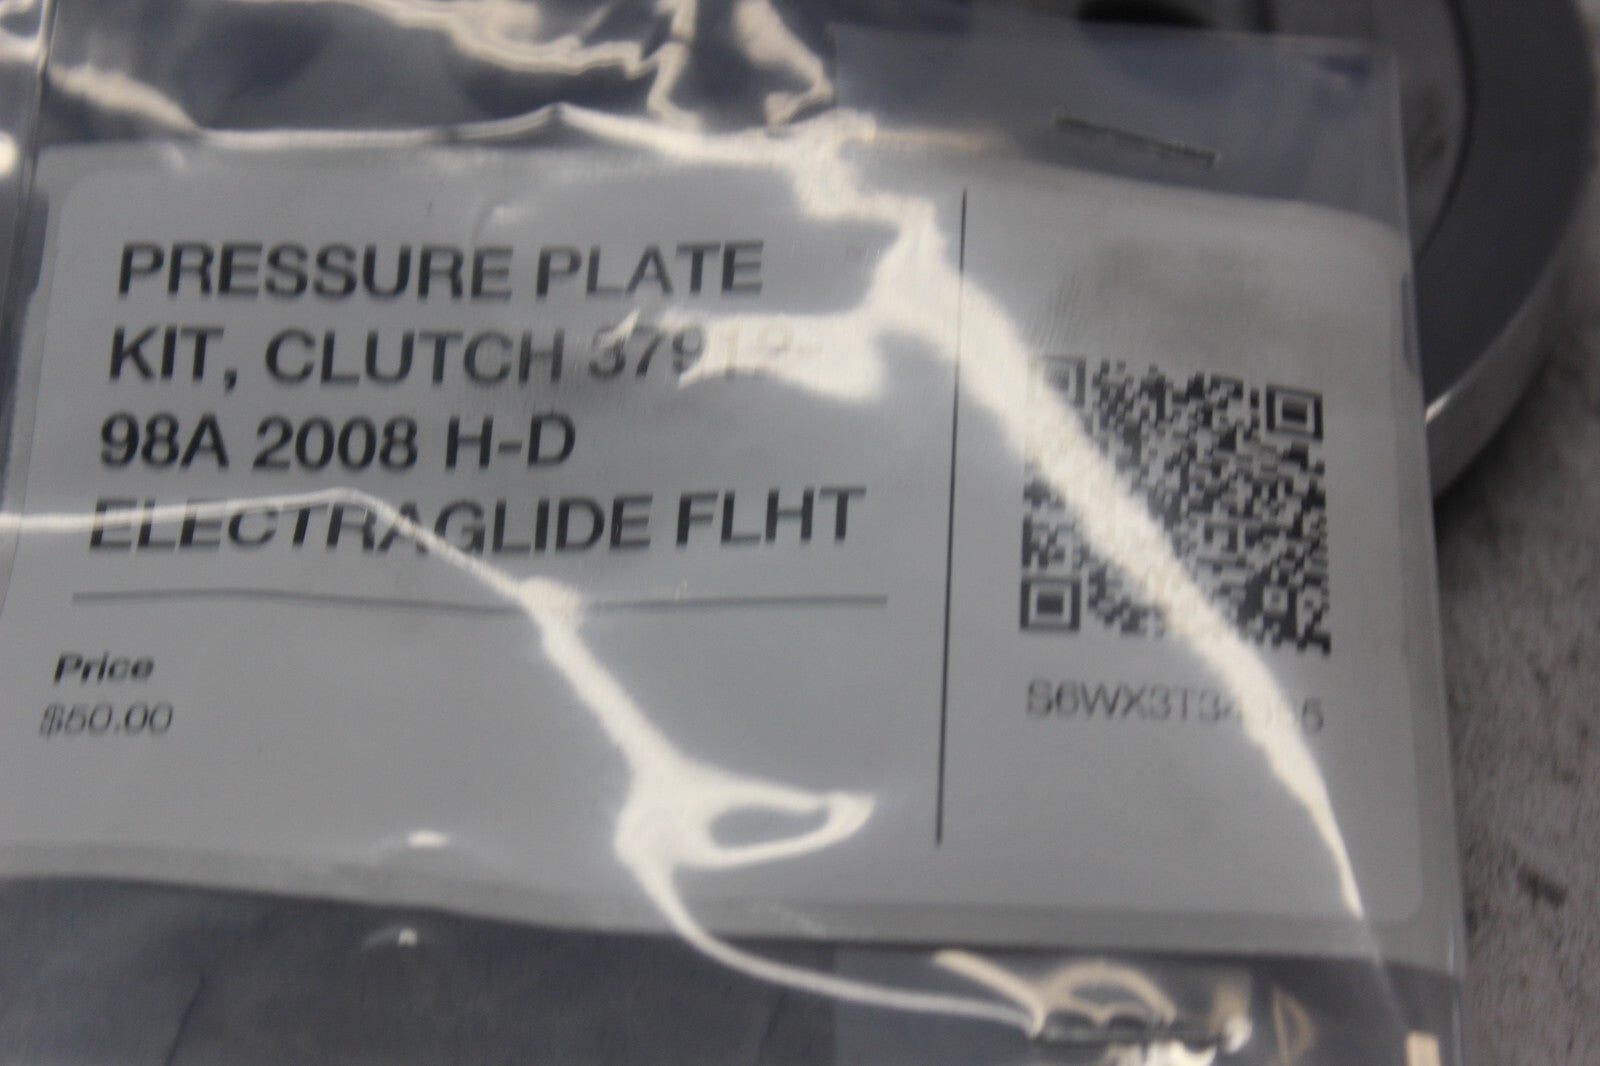 PRESSURE PLATE
KIT, CLUTCH
98A 2008 H-D
ELECTRAGLIDE FLHT
Price
$50.00